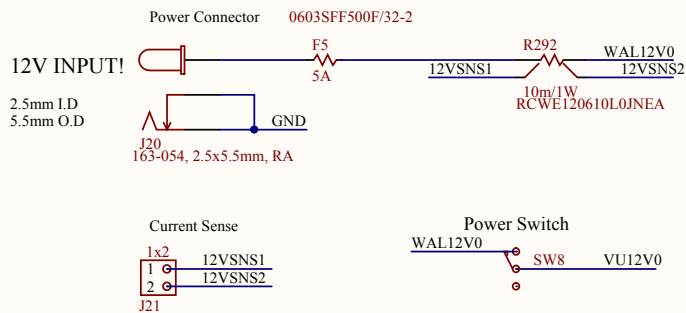 Power Connector
0603SFF500F/32-2
F5
R292
WAL12V0
12V INPUT!
12VSNS1
12VSNS2
5A
10m/1W
RCWE120610L0JNEA
2.5mm I.D
5.5mm O.D
GND
J20
163-054, 2.5x5.5mm, RA
Current Sense
Power Switch
1x2
WAL12V0
1
12VSNS1
SW8
VU12V0
2
12VSNS2
J21